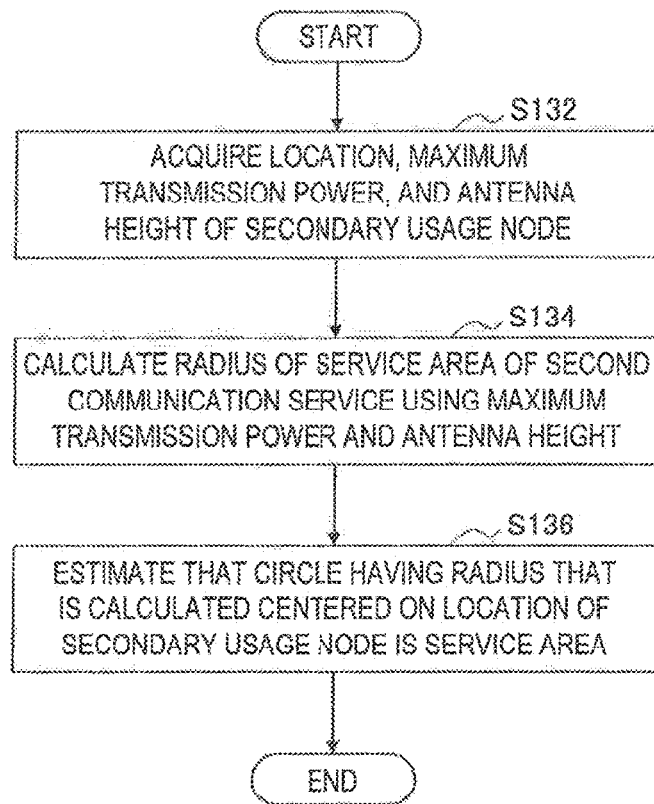 START
S132
ACQUIRE LOCATION, MAXIMUM
TRANSMISSION POWER, AND ANTENNA
HEIGHT OF SECONDARY USAGE NODE
S134
CALCULATE RADIUS OF SERVICE AREA OF SECOND
COMMUNICATION SERVICE USING MAXIMUM
TRANSMISSION POWER AND ANTENNA HEIGHT
S136
ESTIMATE THAT CIRCLE HAVING RADIUS THAT
IS CALCULATED CENTERED ON LOCATION OF
SECONDARY USAGE NODE IS SERVICE AREA
END